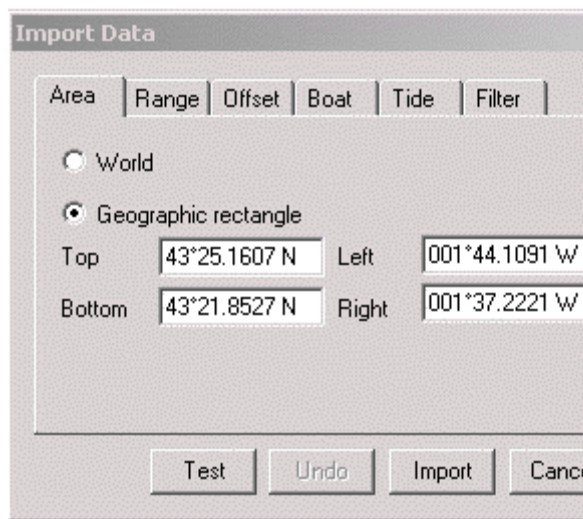 Import Data
Area Range Offset Boat Tide Filter
World
Geographic rectangle
Top 43°25.1607 N Left 001°44.1091 W
Bottom 43°21.8527 N Right 001°37.2221 W
Test Undo Import Canc